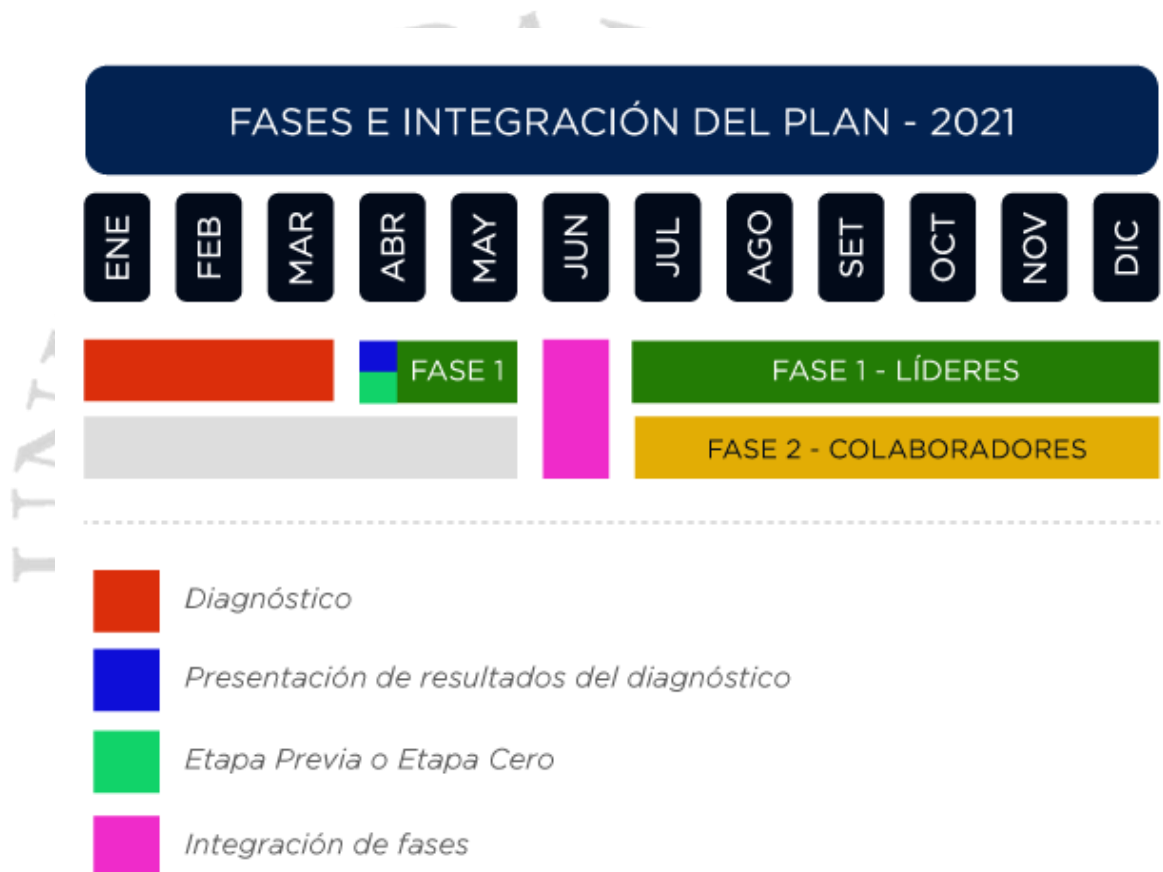 FASES E INTEGRACIÓN DEL PLAN - 2021
ENE
FEB
MAR
ABR
MAY
JUN
JUL
AGO
SET
OCT
NOV
DIC
FASE 1
FASE 1 - LÍDERES
FASE 2 - COLABORADORES
Diagnóstico
Presentación de resultados del diagnóstico
Etapa Previa o Etapa Cero
Integración de fases